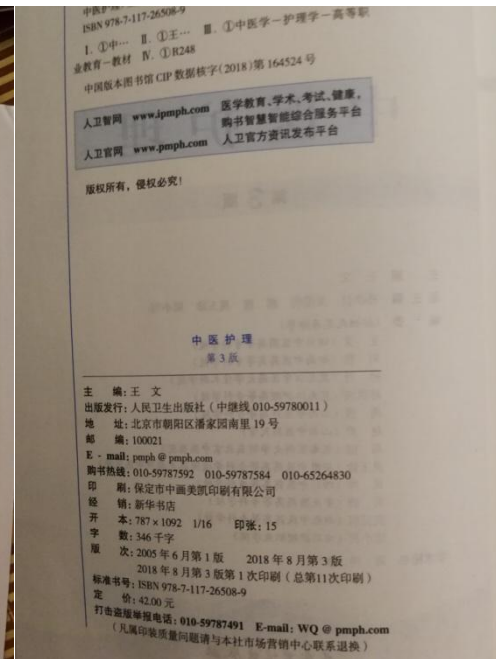 中医护理
ISBN 978-7-117-26508-9
Ⅰ. ①中… Ⅱ. ①王… Ⅲ. ①中医学－护理学－高等职
业教育－教材 Ⅳ. ①R248
中国版本图书馆 CIP 数据核字(2018)第 164524 号
人卫智网 www.ipmph.com 医学教育、学术、考试、健康,
购书智慧智能综合服务平台
人卫官网 www.pmph.com 人卫官方资讯发布平台
版权所有，侵权必究！
中医护理
第3版
主 编：王 文
出版发行：人民卫生出版社（中继线 010-59780011）
地 址：北京市朝阳区潘家园南里 19 号
邮 编：100021
E - mail：pmph @ pmph.com
购书热线：010-59787592 010-59787584 010-65264830
印 刷：保定市中画美凯印刷有限公司
经 销：新华书店
开 本：787×1092 1/16 印张：15
字 数：346 千字
版 次：2005 年 6 月第 1 版 2018 年 8 月第 3 版
2018 年 8 月第 3 版第 1 次印刷（总第11次印刷）
标准书号：ISBN 978-7-117-26508-9
定 价：42.00 元
打击盗版举报电话：010-59787491 E-mail：WQ @ pmph.com
（凡属印装质量问题请与本社市场营销中心联系退换）